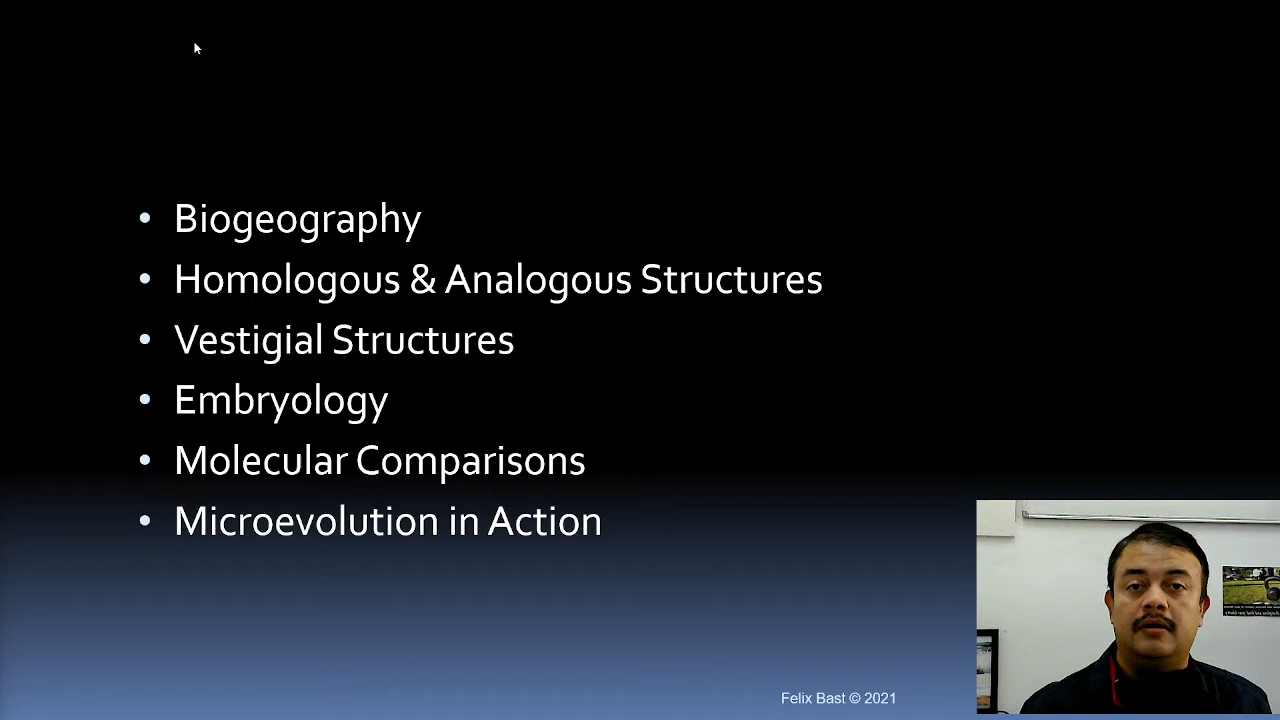 • Biogeography
• Homologous & Analogous Structures
• Vestigial Structures
• Embryology
• Molecular Comparisons
• Microevolution in Action
Felix Bast © 2021